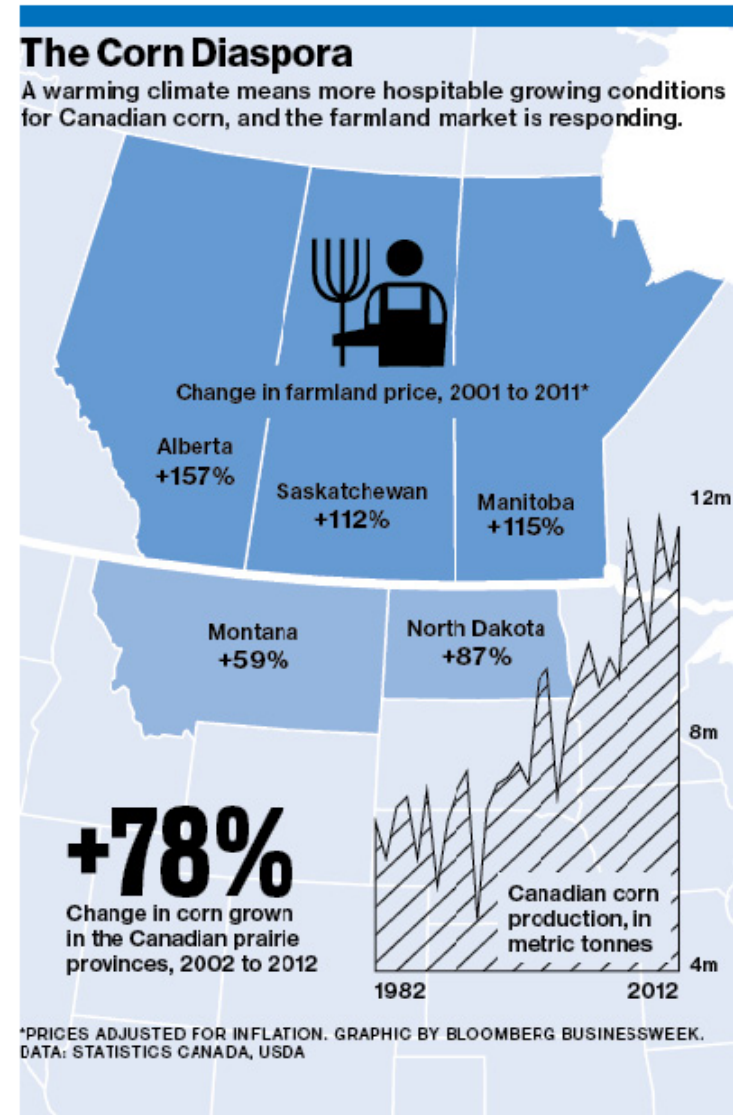 The Corn Diaspora
A warming climate means more hospitable growing conditions
for Canadian corn, and the farmland market is responding.
Change in farmland price, 2001 to 2011*
Alberta
+157%
Saskatchewan
+112%
Manitoba
+115%
Montana
+59%
North Dakota
+87%
12m
8m
4m
+78%
Change in corn grown
in the Canadian prairie
provinces, 2002 to 2012
Canadian corn
production, in
metric tonnes
1982
2012
*PRICES ADJUSTED FOR INFLATION. GRAPHIC BY BLOOMBERG BUSINESSWEEK.
DATA: STATISTICS CANADA, USDA